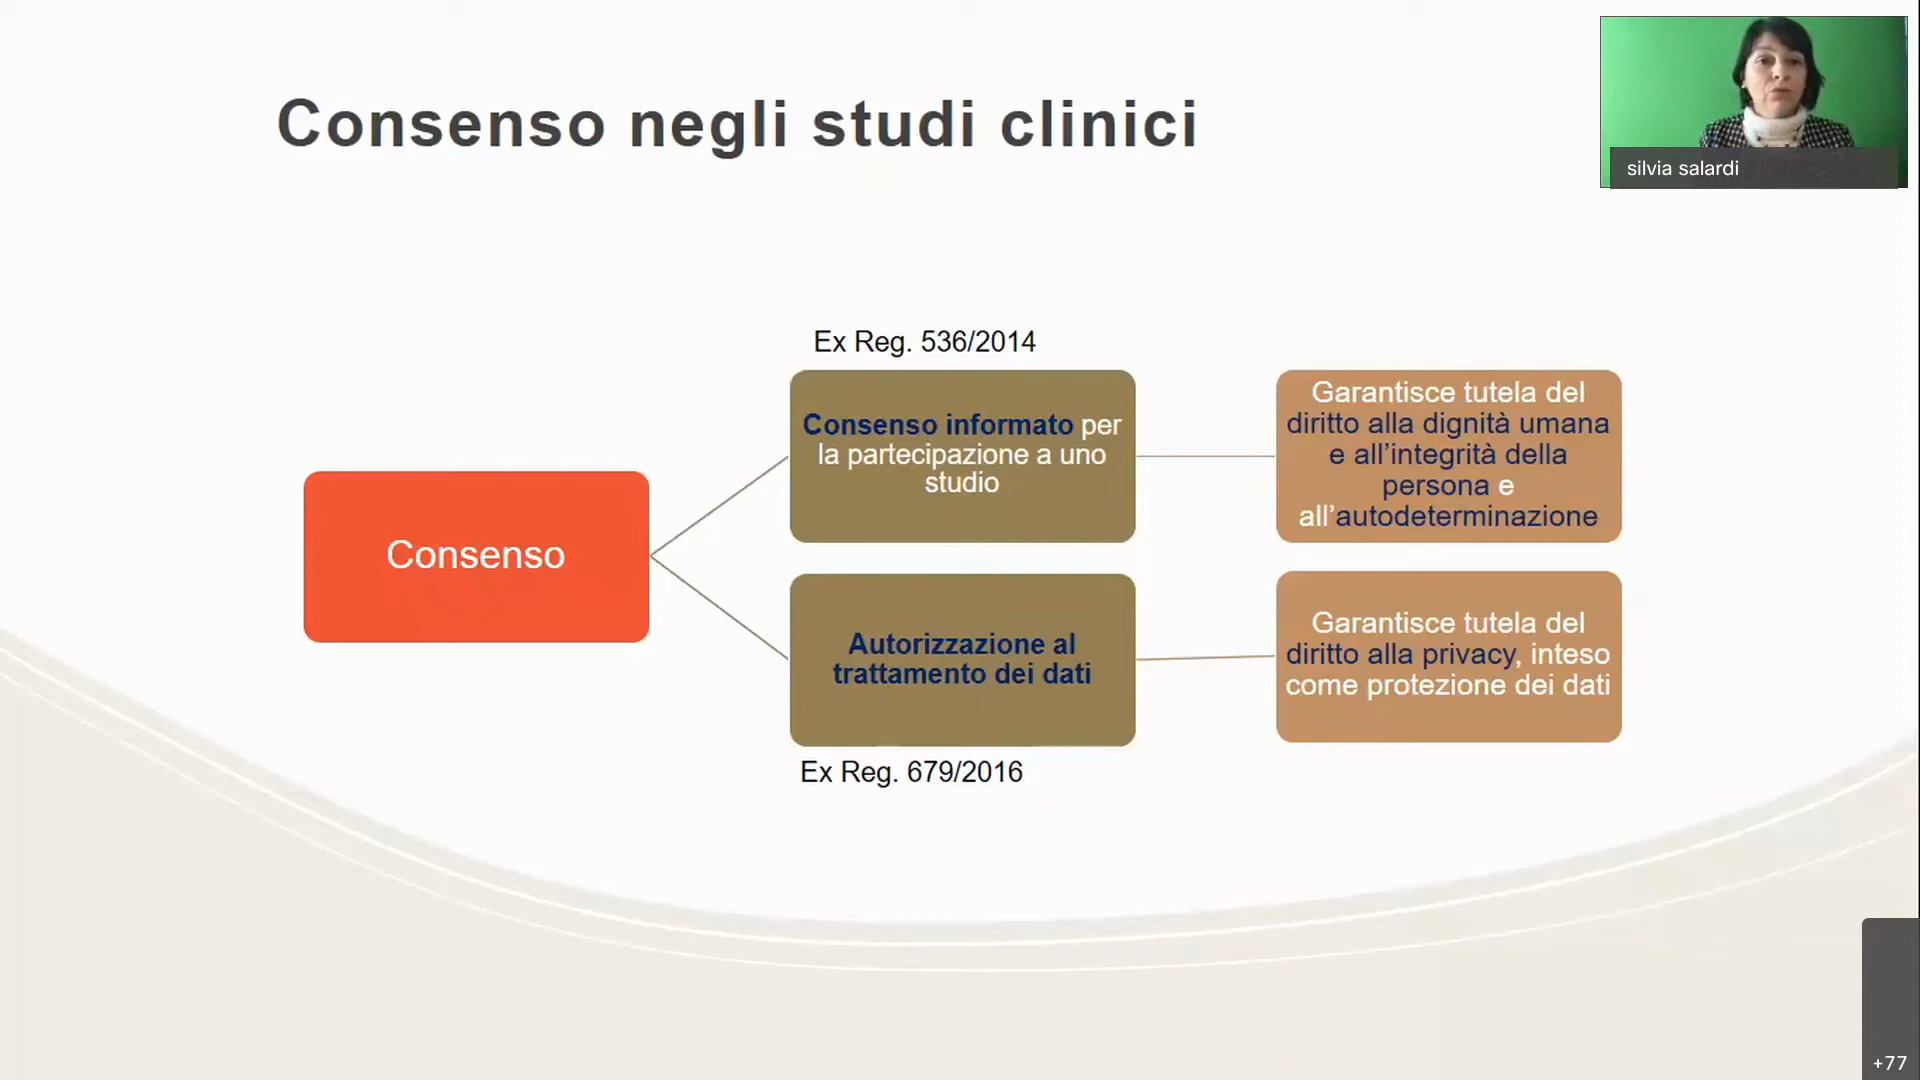 Consenso negli studi clinici
silvia salardi
Ex Reg. 536/2014
Consenso informato per
la partecipazione a uno
studio
Garantisce tutela del
diritto alla dignità umana
e all’integrità della
persona e
all’autodeterminazione
Consenso
Autorizzazione al
trattamento dei dati
Garantisce tutela del
diritto alla privacy, inteso
come protezione dei dati
Ex Reg. 679/2016
+77